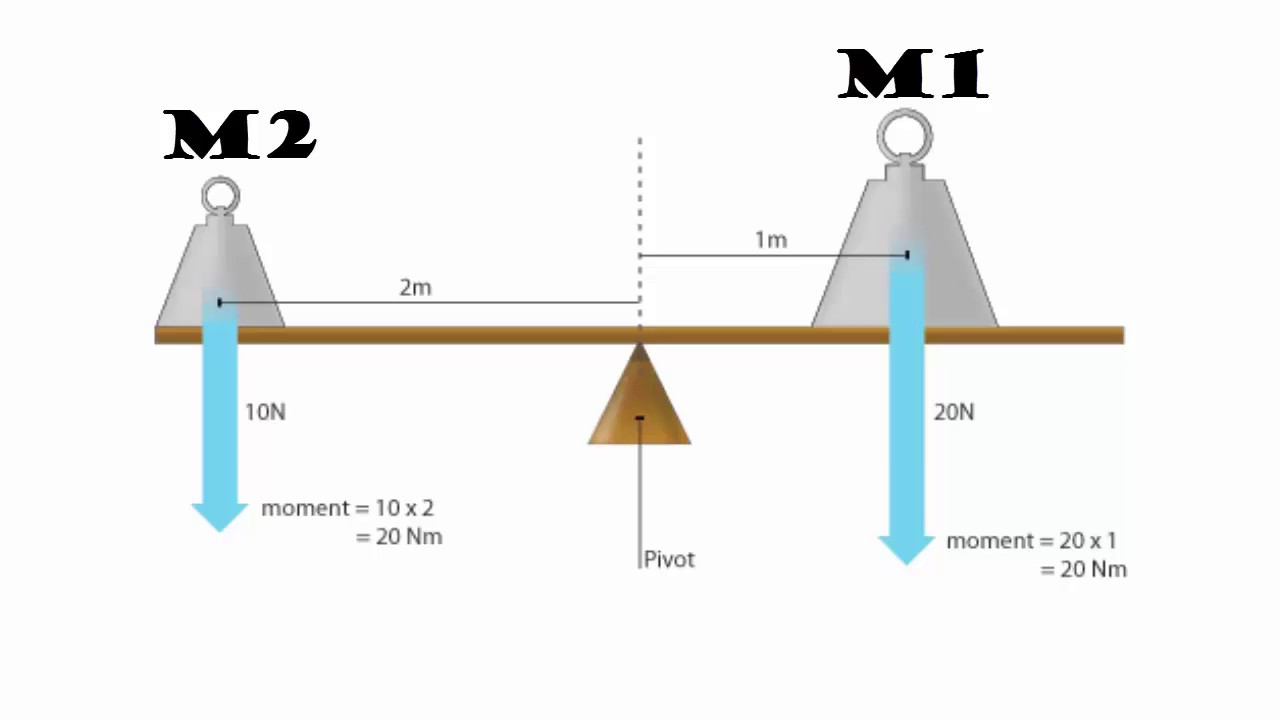 M1
M2
1m
2m
10N
20N
moment = 10 x 2
= 20 Nm
moment = 20 x 1
= 20 Nm
Pivot